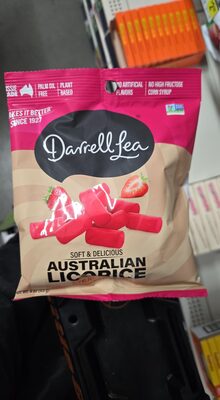 PALM OIL FREE
PLANT BASED
NO ARTIFICIAL FLAVORS
NO HIGH FRUCTOSE CORN SYRUP
MAKES IT BETTER
SINCE 1927
Darrell Lea
SOFT & DELICIOUS
AUSTRALIAN
LICORICE